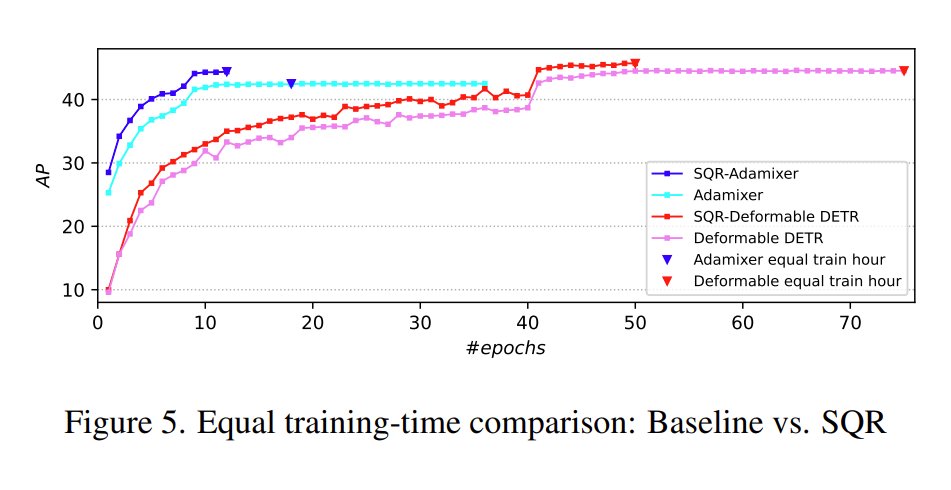 40
30
20
10
AP
0 10 20 30 40 50 60 70
#epochs
SQR-Adamixer
Adamixer
SQR-Deformable DETR
Deformable DETR
Adamixer equal train hour
Deformable equal train hour
Figure 5. Equal training-time comparison: Baseline vs. SQR